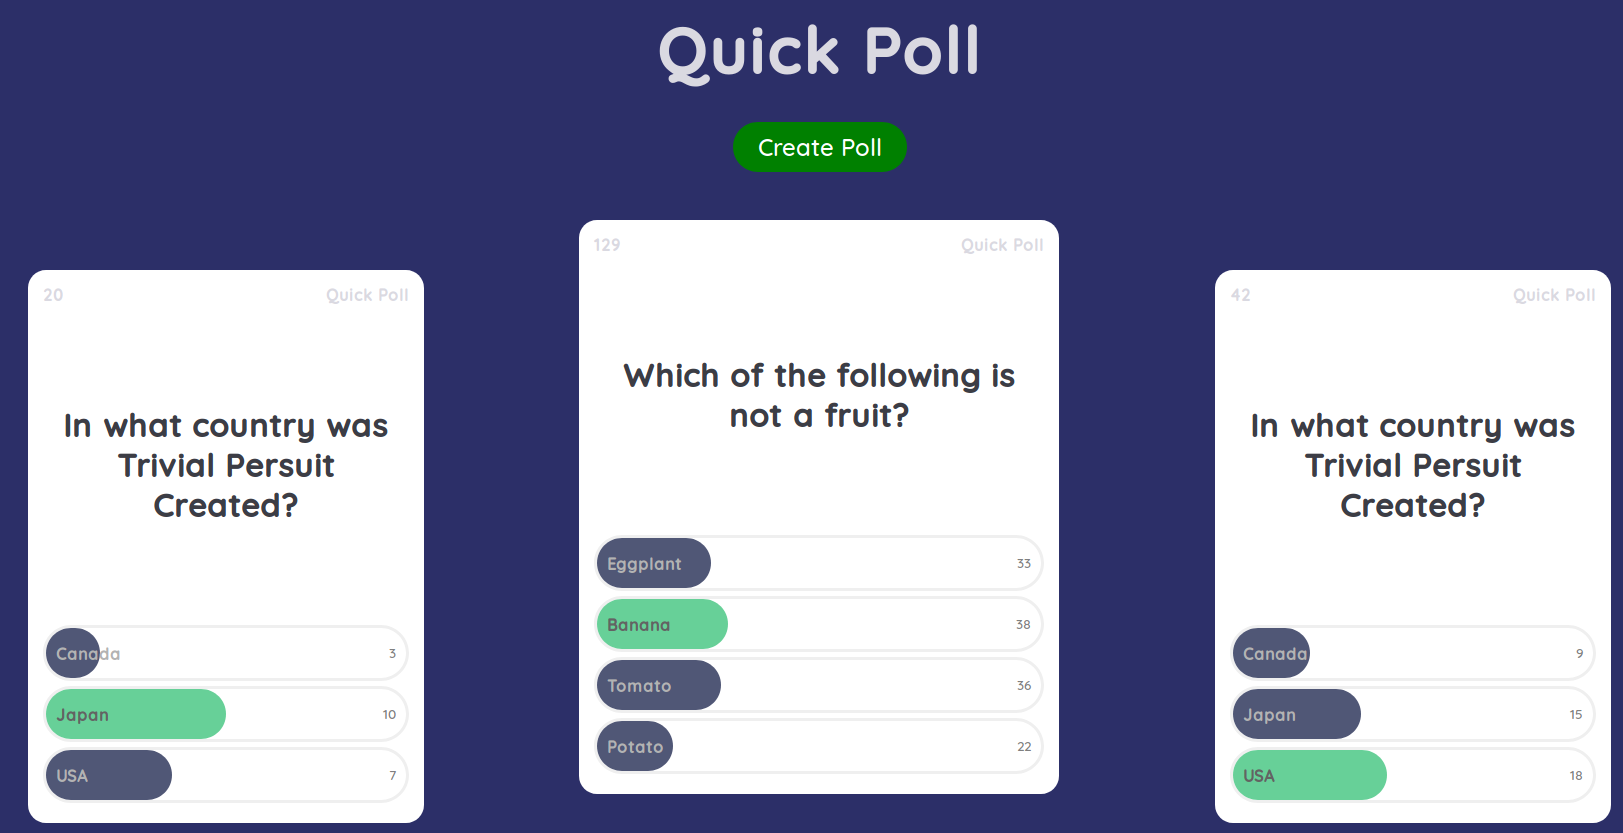 Quick Poll
Create Poll
20 Quick Poll
In what country was
Trivial Persuit
Created?
Canada 3
Japan 10
USA 7
129 Quick Poll
Which of the following is
not a fruit?
Eggplant 33
Banana 38
Tomato 36
Potato 22
42 Quick Poll
In what country was
Trivial Persuit
Created?
Canada 9
Japan 15
USA 18